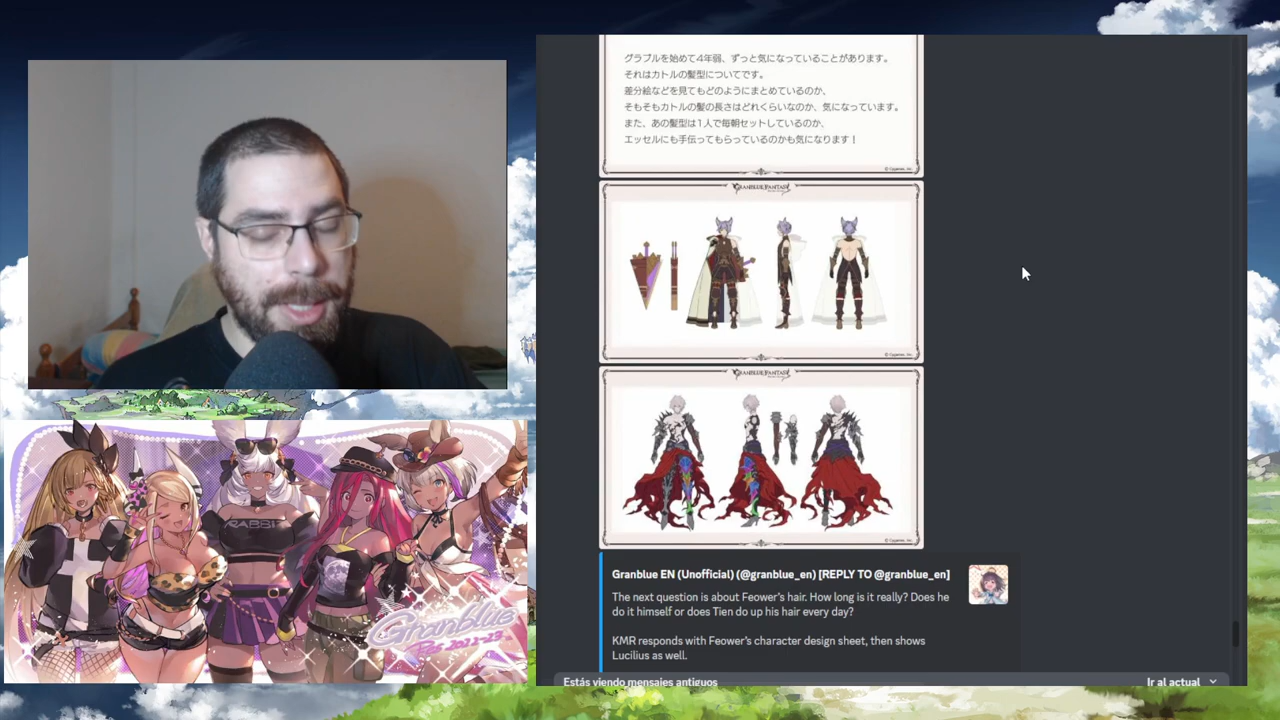 グラブルを始めて4年弱、ずっと気になっていることがあります。
それはカトルの髪型についてです。
差分絵などを見てもどのようにまとめているのか、
そもそもカトルの髪の長さはどれくらいなのか、気になっています。
また、あの髪型は1人で毎朝セットしているのか、
エッセルにも手伝ってもらっているのかも気になります！
© Cygames, Inc.
GRANBLUE FANTASY
© Cygames, Inc.
GRANBLUE FANTASY
© Cygames, Inc.
RABBIT
Granblue
Granblue EN (Unofficial) (@granblue_en) [REPLY TO @granblue_en]
The next question is about Feower's hair. How long is it really? Does he
do it himself or does Tien do up his hair every day?
KMR responds with Feower's character design sheet, then shows
Lucilius as well.
Estás viendo mensajes antiguos
Ir al actual